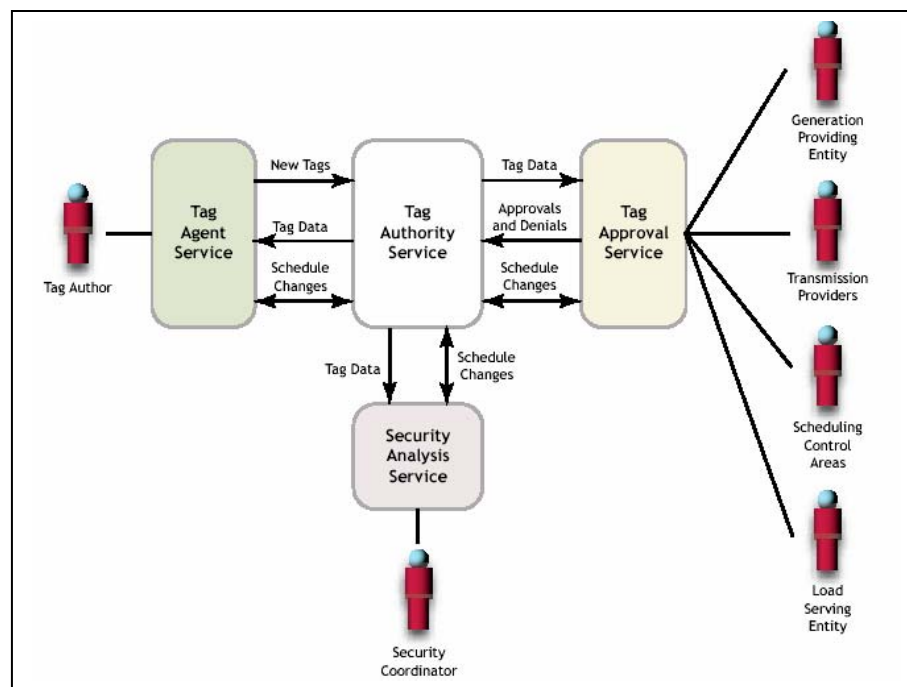 Tag Author
Tag
Agent
Service
New Tags
Tag Data
Schedule
Changes
Tag
Authority
Service
Tag Data
Approvals
and Denials
Schedule
Changes
Tag
Approval
Service
Tag Data
Schedule
Changes
Security
Analysis
Service
Security
Coordinator
Generation
Providing
Entity
Transmission
Providers
Scheduling
Control
Areas
Load
Serving
Entity